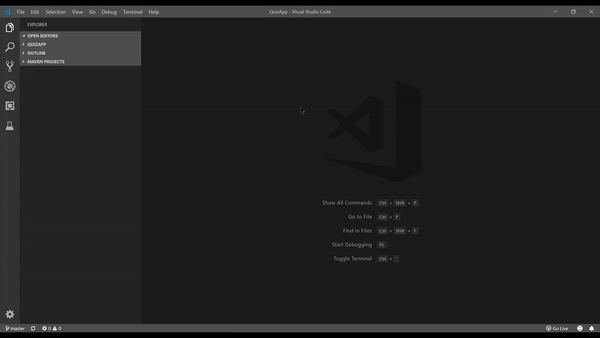 File Edit Selection View Go Debug Terminal Help
QuizApp - Visual Studio Code
EXPLORER
OPEN EDITORS
QUIZAPP
OUTLINE
MAVEN PROJECTS
Show All Commands Ctrl + Shift + P
Go to File Ctrl + P
Find in Files Ctrl + Shift + F
Start Debugging F5
Toggle Terminal Ctrl +
master 0 0 Go Live